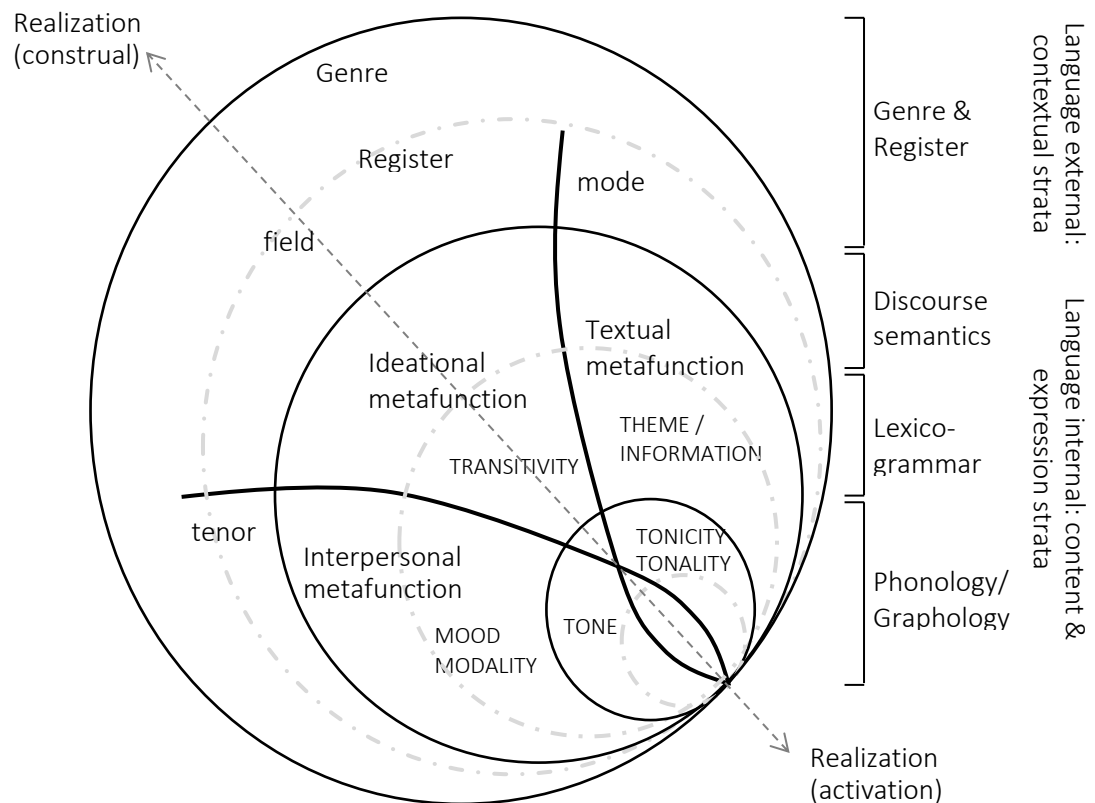 Realization
(construal)
Genre
Register
mode
field
Ideational
metafunction
Textual
metafunction
THEME /
INFORMATION
TRANSITIVITY
tenor
Interpersonal
metafunction
TONICITY
TONALITY
TONE
MOOD
MODALITY
Realization
(activation)
Genre &
Register
Discourse
semantics
Lexico-
grammar
Phonology/
Graphology
Language external:
contextual strata
Language internal: content &
expression strata